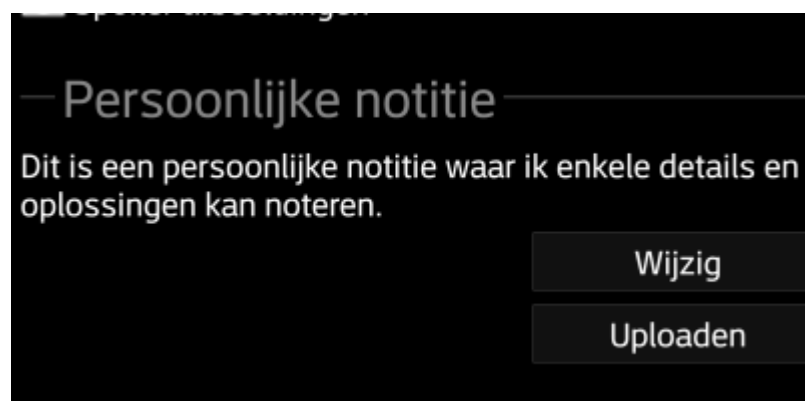 Persoonlijke notitie
Dit is een persoonlijke notitie waar ik enkele details en
oplossingen kan noteren.
Wijzig
Uploaden